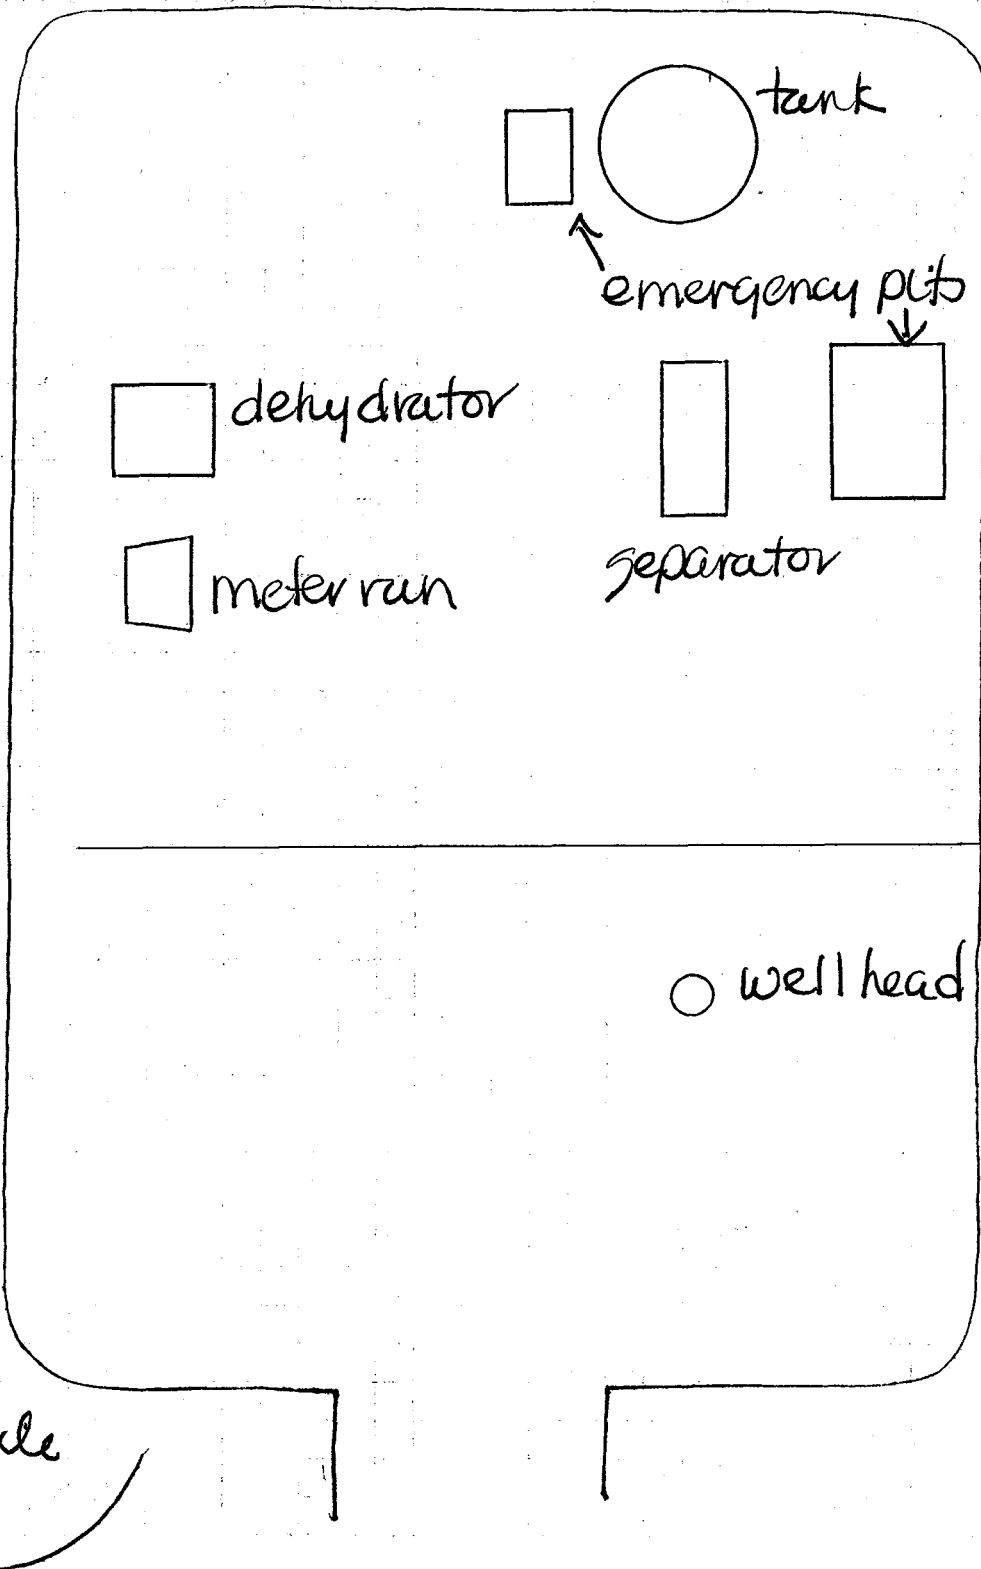 tank
emergency pits
dehydrator
separator
meter run
well head